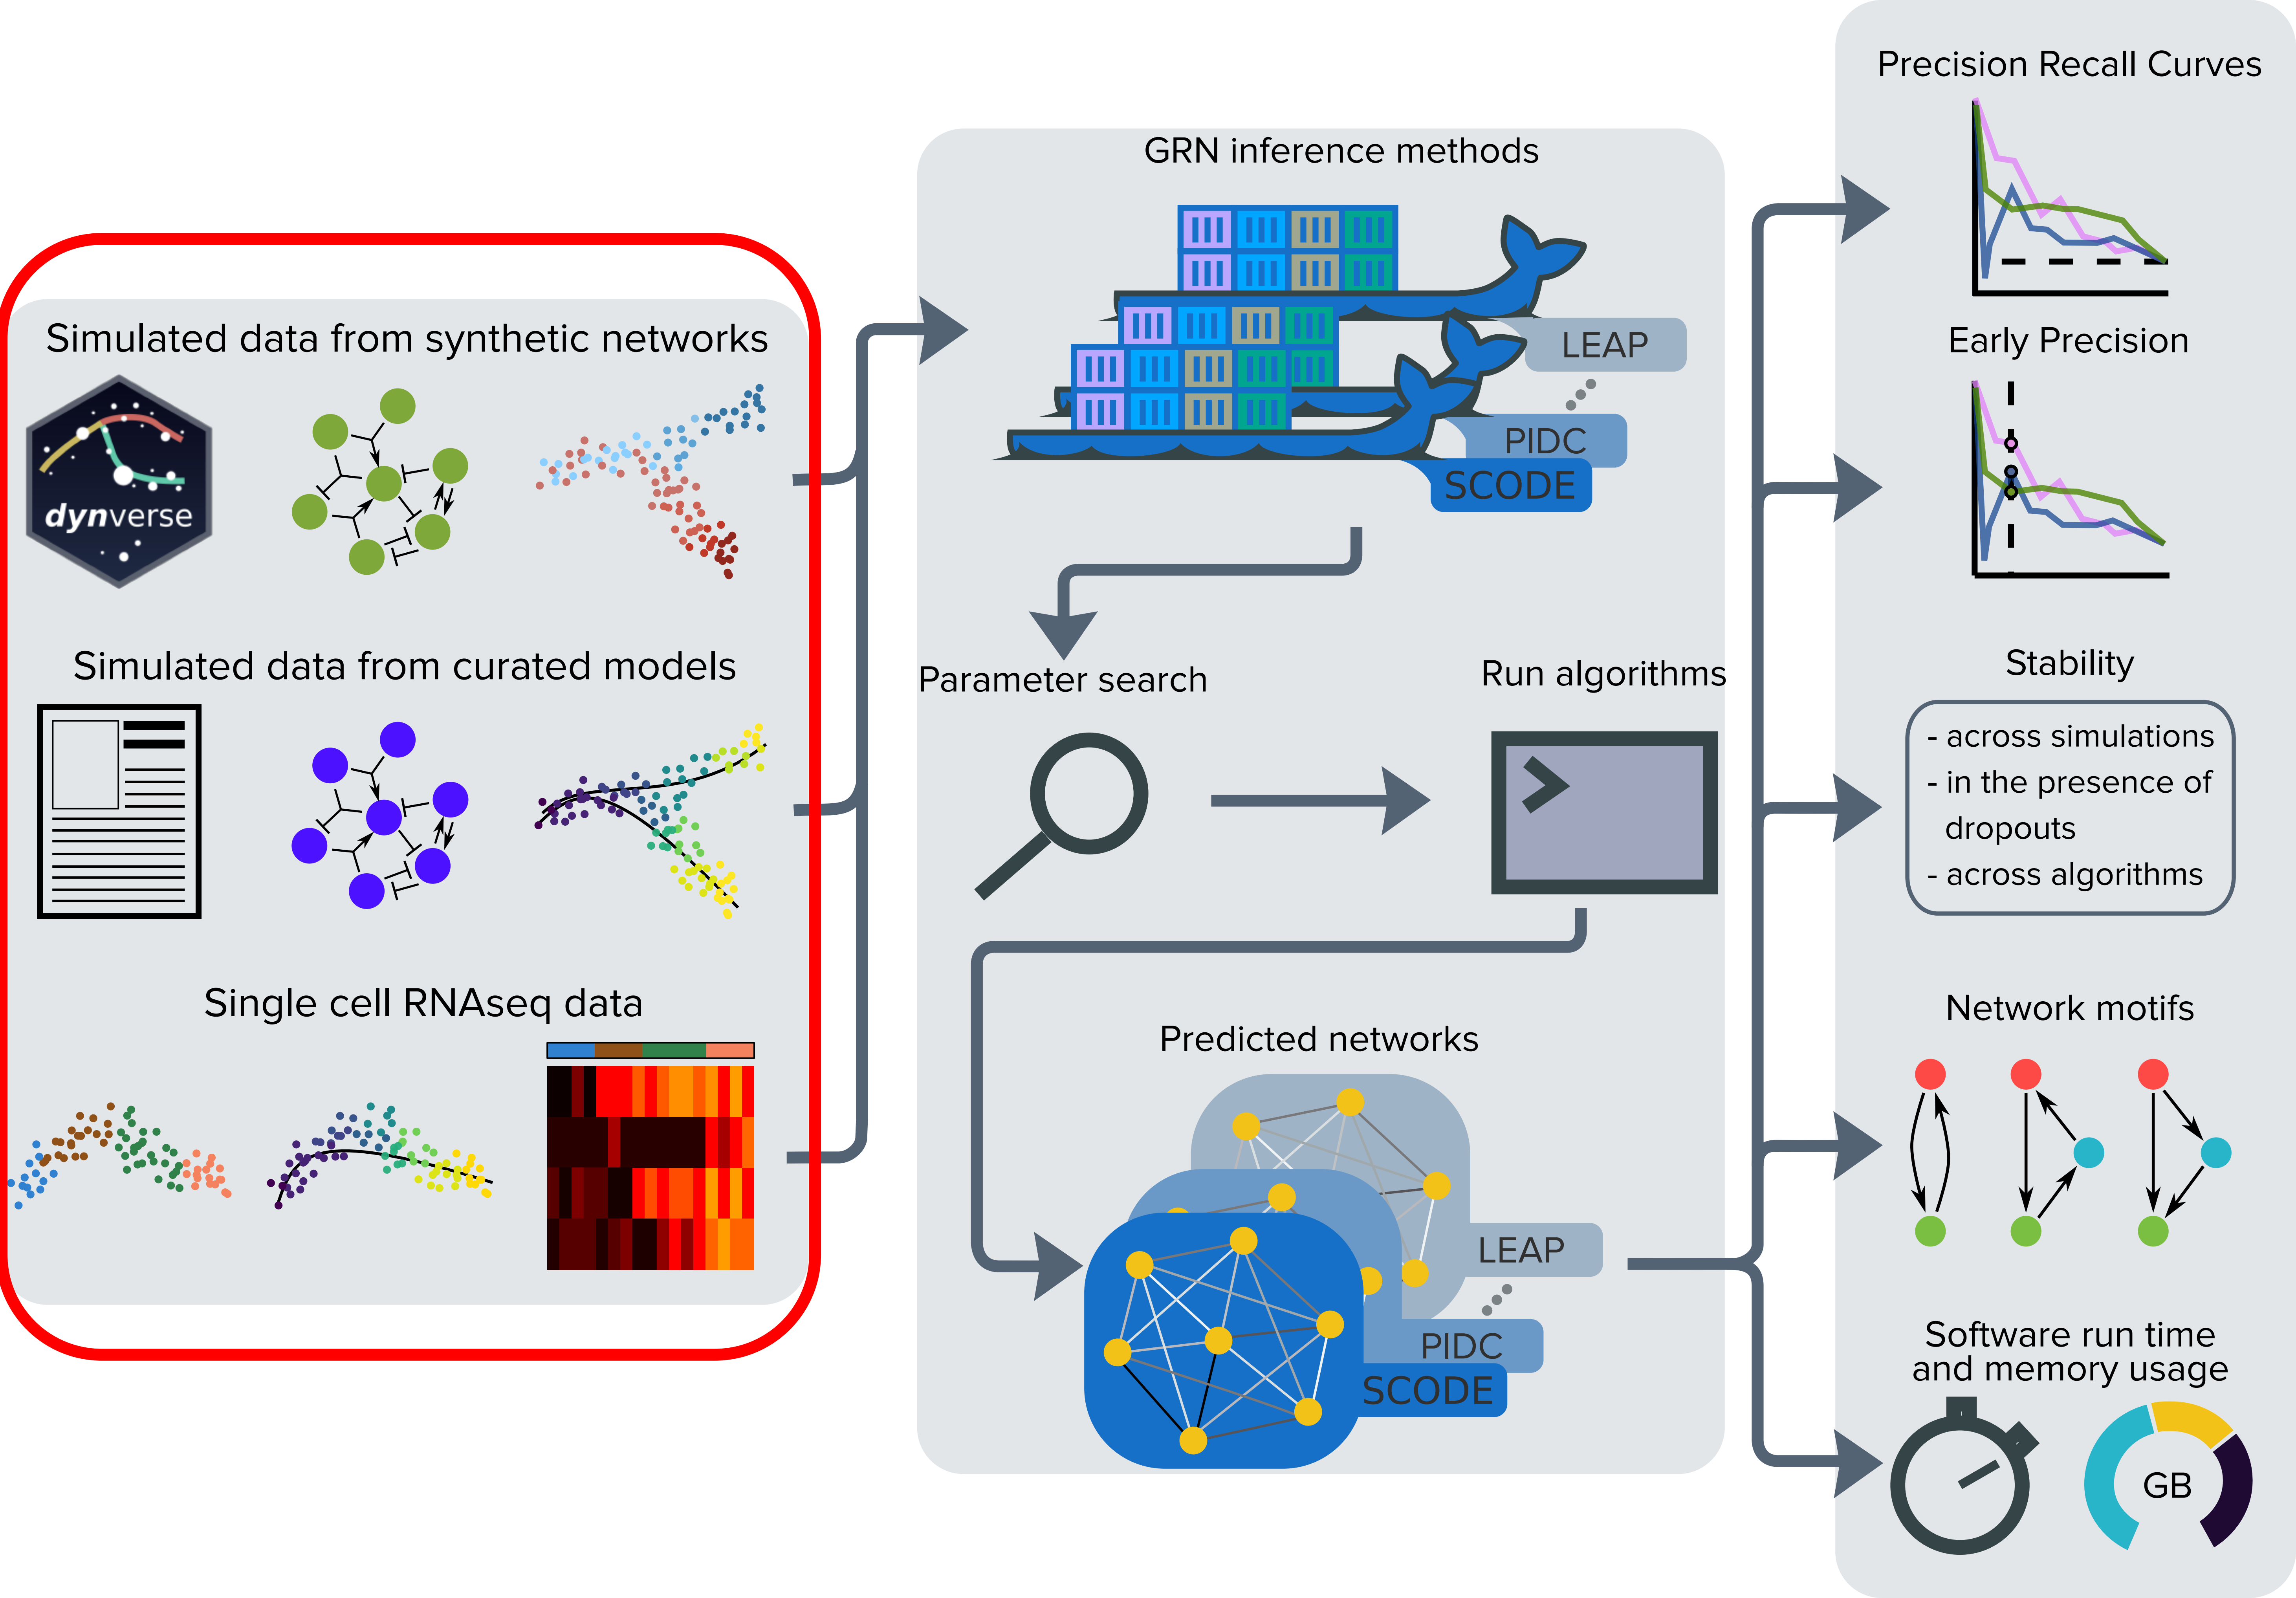 Simulated data from synthetic networks
dynverse
Simulated data from curated models
Single cell RNAseq data
GRN inference methods
LEAP
PIDC
SCODE
Parameter search
Run algorithms
Predicted networks
LEAP
PIDC
SCODE
Precision Recall Curves
Early Precision
Stability
- across simulations
- in the presence of
dropouts
- across algorithms
Network motifs
Software run time
and memory usage
GB